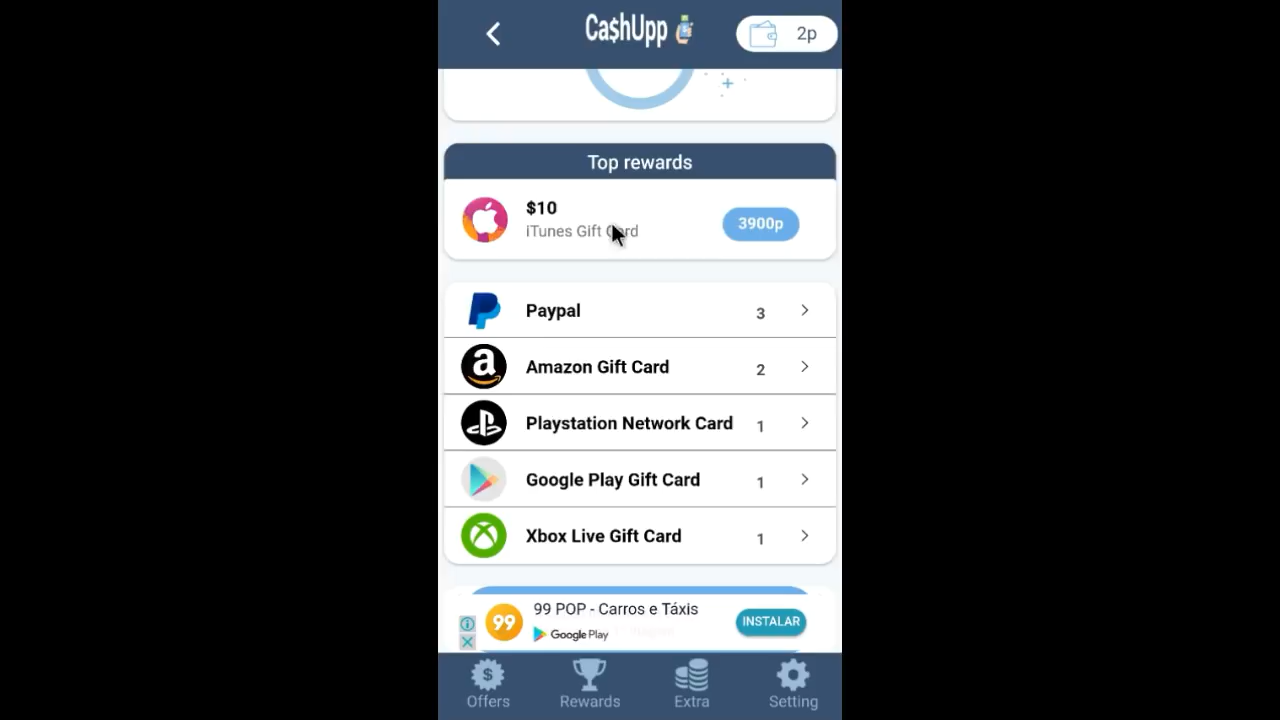 Ca$hUpp
2p
Top rewards
$10
iTunes Gift Card
3900p
Paypal
3
Amazon Gift Card
2
Playstation Network Card
1
Google Play Gift Card
1
Xbox Live Gift Card
1
99
99 POP - Carros e Táxis
Google Play
INSTALAR
Offers
Rewards
Extra
Setting